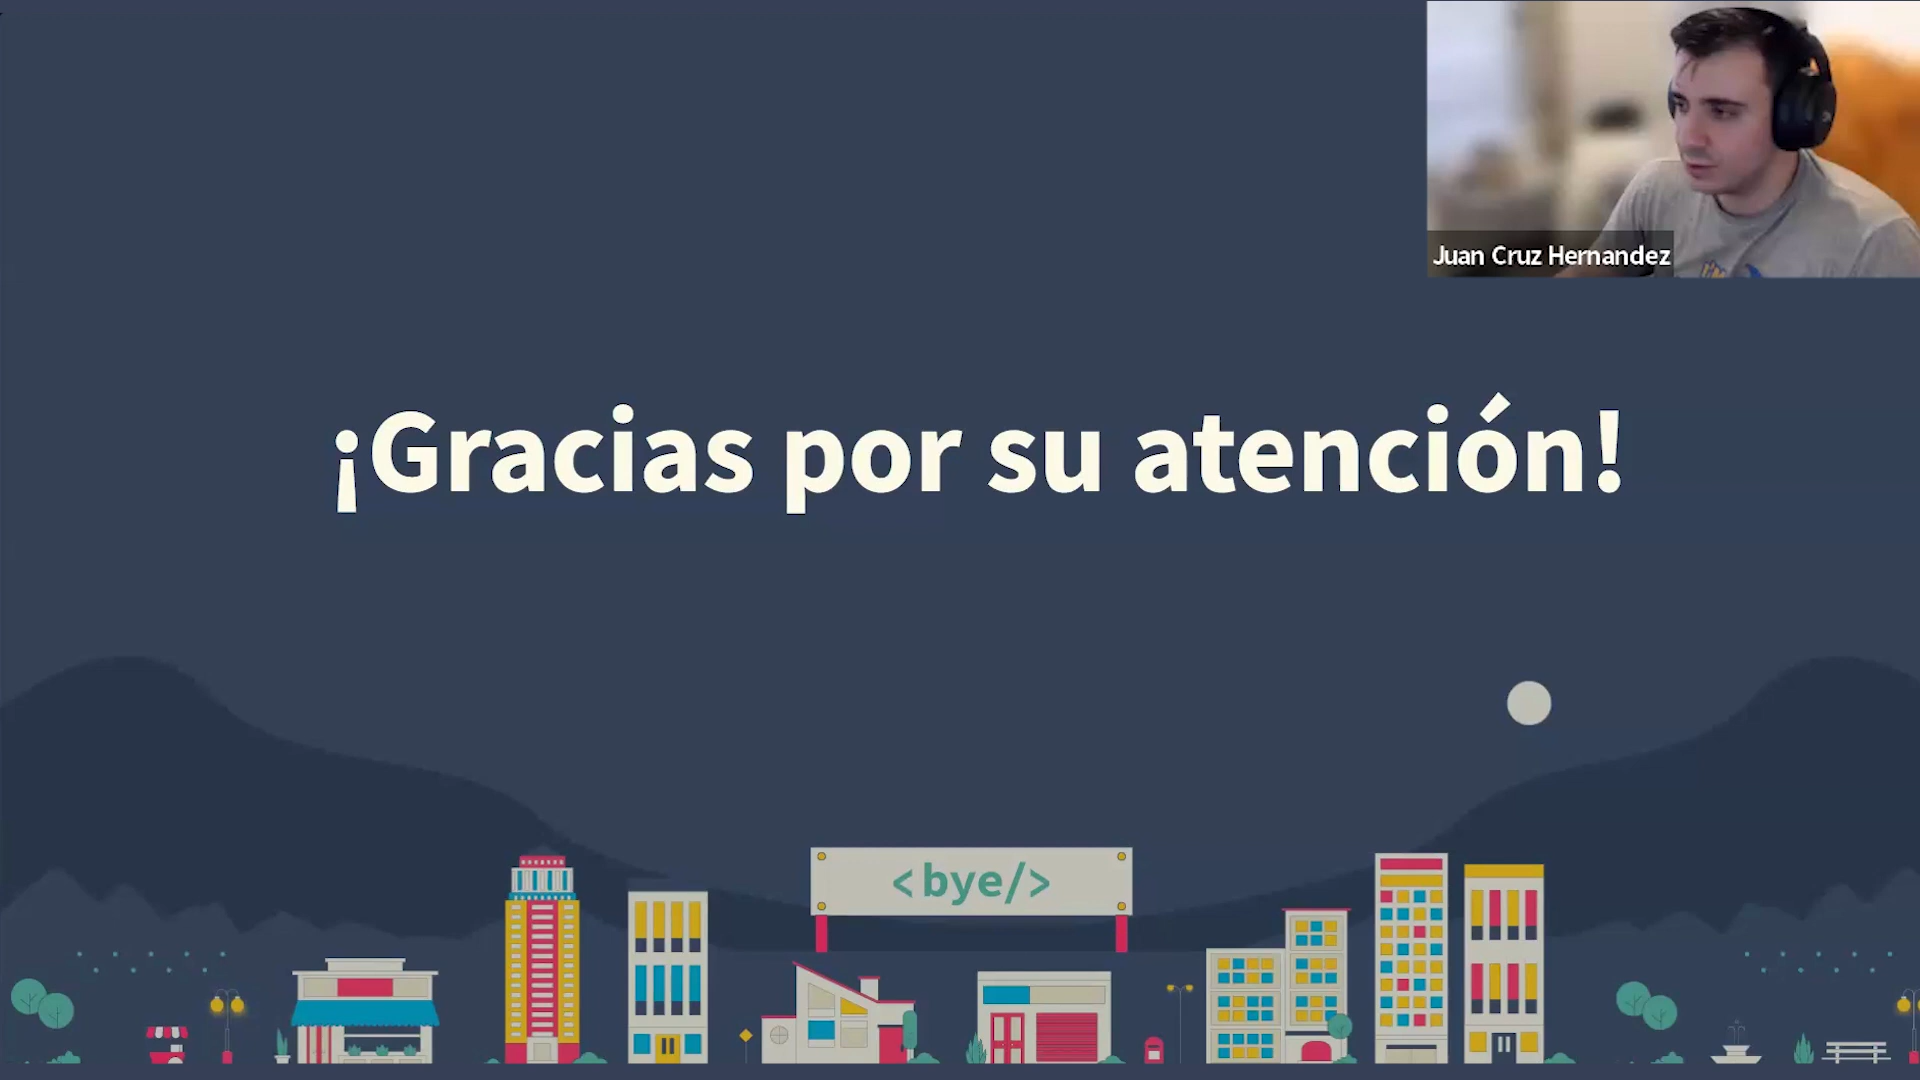 Juan Cruz Hernandez
¡Gracias por su atención!
<bye/>